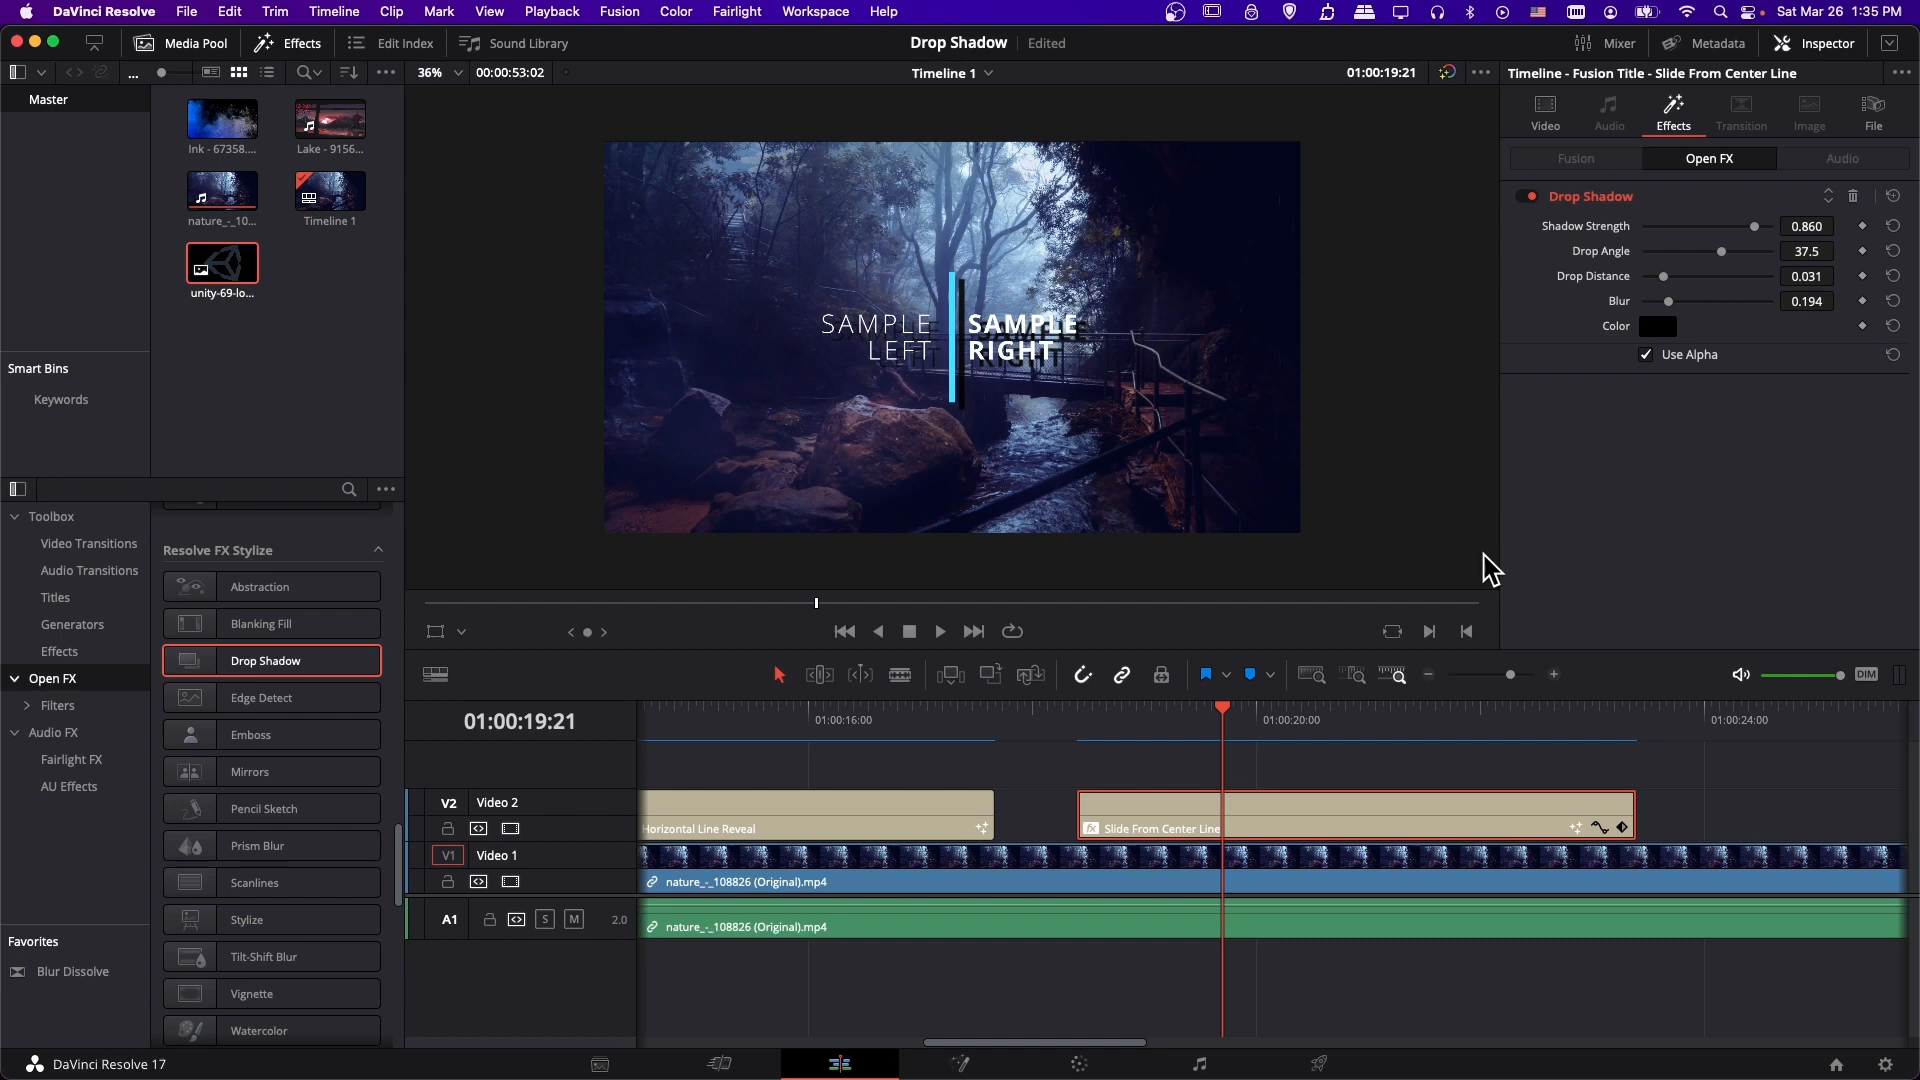 DaVinci Resolve File Edit Trim Timeline Clip Mark View Playback Fusion Color Fairlight Workspace Help Sat Mar 26 1:35 PM
Media Pool Effects Edit Index Sound Library Drop Shadow Edited Mixer Metadata Inspector
36% 00:00:53:02 Timeline 1 01:00:19:21 Timeline - Fusion Title - Slide From Center Line
Master
Ink - 67358.... Lake - 9156...
nature_-_10... Timeline 1
unity-69-lo...
Smart Bins
Keywords
SAMPLE
LEFT
SAMPLE
RIGHT
Video Audio Effects Transition Image File
Fusion Open FX Audio
Drop Shadow
Shadow Strength 0.860
Drop Angle 37.5
Drop Distance 0.031
Blur 0.194
Color
Use Alpha
Toolbox
Video Transitions
Audio Transitions
Titles
Generators
Effects
Open FX
Filters
Audio FX
Fairlight FX
AU Effects
Favorites
Blur Dissolve
Resolve FX Stylize
Abstraction
Blanking Fill
Drop Shadow
Edge Detect
Emboss
Mirrors
Pencil Sketch
Prism Blur
Scanlines
Stylize
Tilt-Shift Blur
Vignette
Watercolor
DIM
01:00:19:21 01:00:16:00 01:00:20:00 01:00:24:00
V2 Video 2
Horizontal Line Reveal fx Slide From Center Line
V1 Video 1
nature_-_108826 (Original).mp4
A1 S M 2.0
nature_-_108826 (Original).mp4
DaVinci Resolve 17